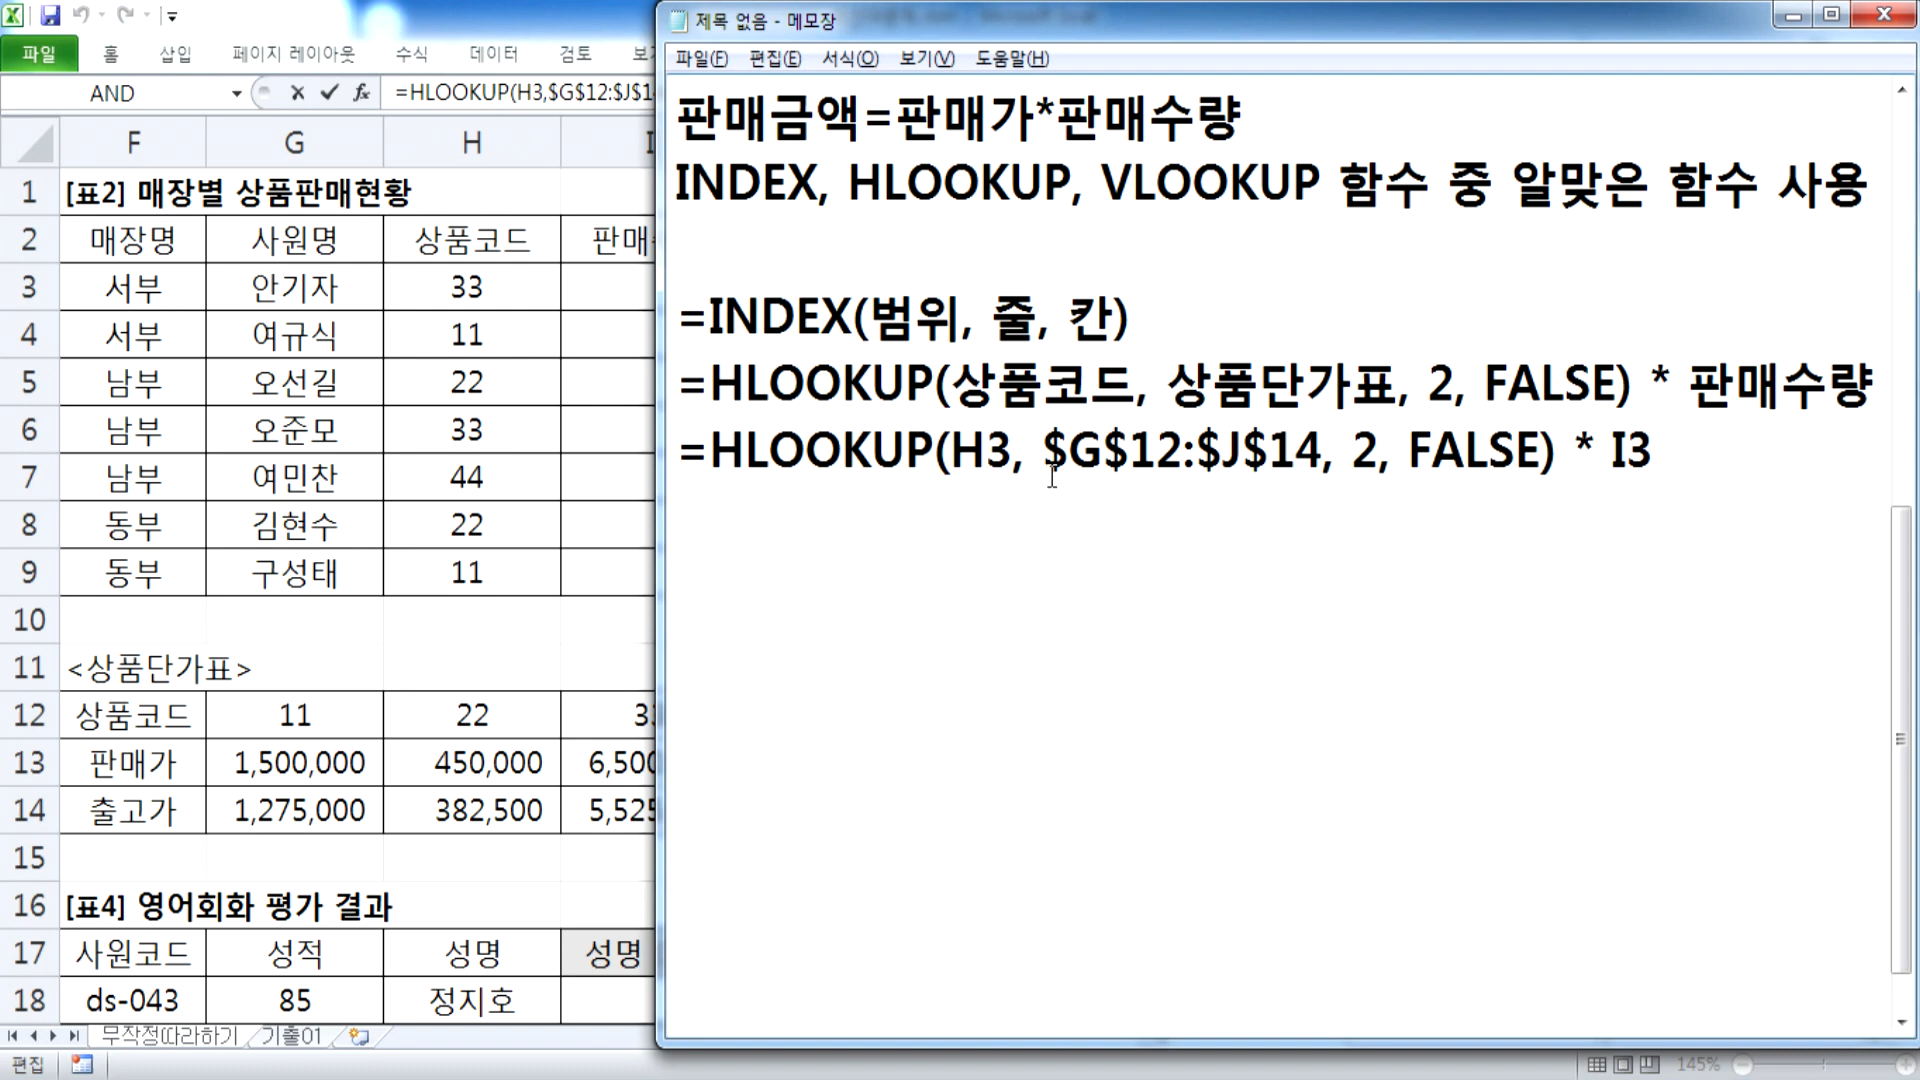 제목 없음 - 메모장
파일 홈 삽입 페이지 레이아웃 수식 데이터 검토
파일(F) 편집(E) 서식(O) 보기(V) 도움말(H)
AND =HLOOKUP(H3,$G$12:$J$14
F G H I
1 [표2] 매장별 상품판매현황
2 매장명 사원명 상품코드 판매
3 서부 안기자 33
4 서부 여규식 11
5 남부 오선길 22
6 남부 오준모 33
7 남부 여민찬 44
8 동부 김현수 22
9 동부 구성태 11
10
11 <상품단가표>
12 상품코드 11 22 33
13 판매가 1,500,000 450,000 6,500
14 출고가 1,275,000 382,500 5,525
15
16 [표4] 영어회화 평가 결과
17 사원코드 성적 성명 성명
18 ds-043 85 정지호
무작정따라하기 기출01
편집
판매금액=판매가*판매수량
INDEX, HLOOKUP, VLOOKUP 함수 중 알맞은 함수 사용
=INDEX(범위, 줄, 칸)
=HLOOKUP(상품코드, 상품단가표, 2, FALSE) * 판매수량
=HLOOKUP(H3, $G$12:$J$14, 2, FALSE) * I3
145%